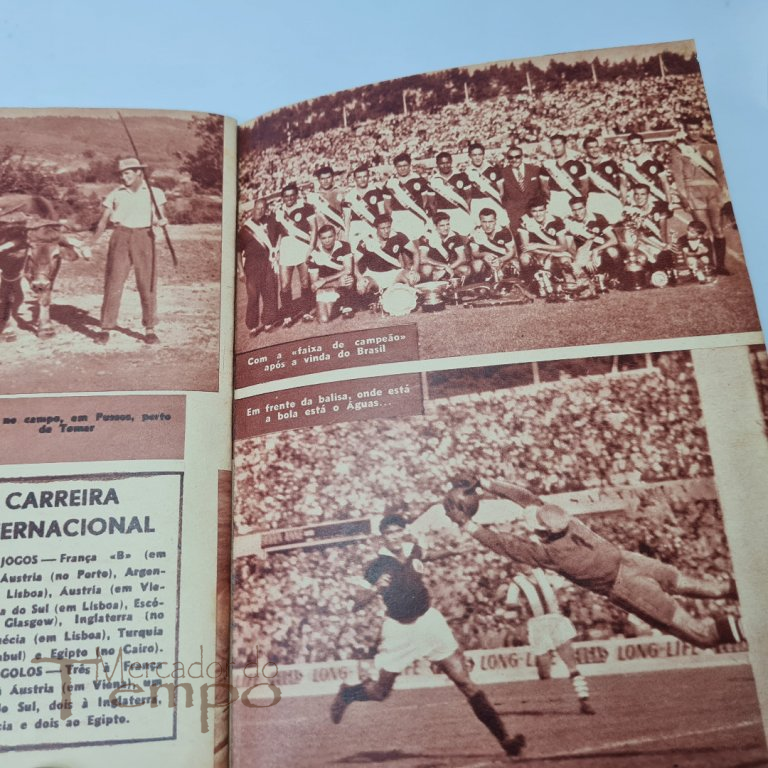 no campo, em Pussos, perto
de Tomar
CARREIRA
ERNACIONAL
JOGOS — França «B» (em
Áustria (no Porto), Argen-
Lisboa), Áustria (em Vie-
a do Sul (em Lisboa), Escó-
Glasgow), Inglaterra (no
écia (em Lisboa), Turquia
bul) e Egipto (no Cairo).
GOLOS — Três à França
à Áustria (em Viena), um
do Sul, dois à Inglaterra,
cia e dois ao Egipto.
Com a «faixa de campeão»
após a vinda do Brasil
Em frente da balisa, onde está
a bola está o Águas...
LONG-LIFE
LONG-LIFE
Mercador do
Tempo